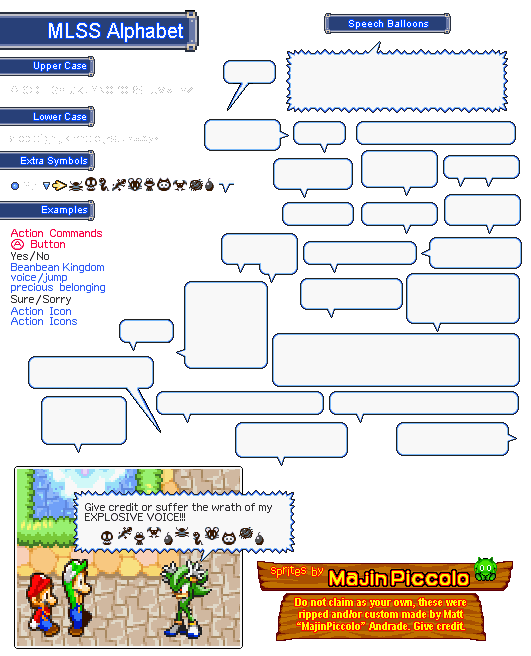 MLSS Alphabet
Speech Balloons
Upper Case
Lower Case
Extra Symbols
Examples
Action Commands
A Button
Yes/No
Beanbean Kingdom
voice/jump
precious belonging
Sure/Sorry
Action Icon
Action Icons
Give credit or suffer the wrath of my
EXPLOSIVE VOICE!!!
sprites by MajinPiccolo
Do not claim as your own, these were
ripped and/or custom made by Matt
"MajinPiccolo" Andrade. Give credit.